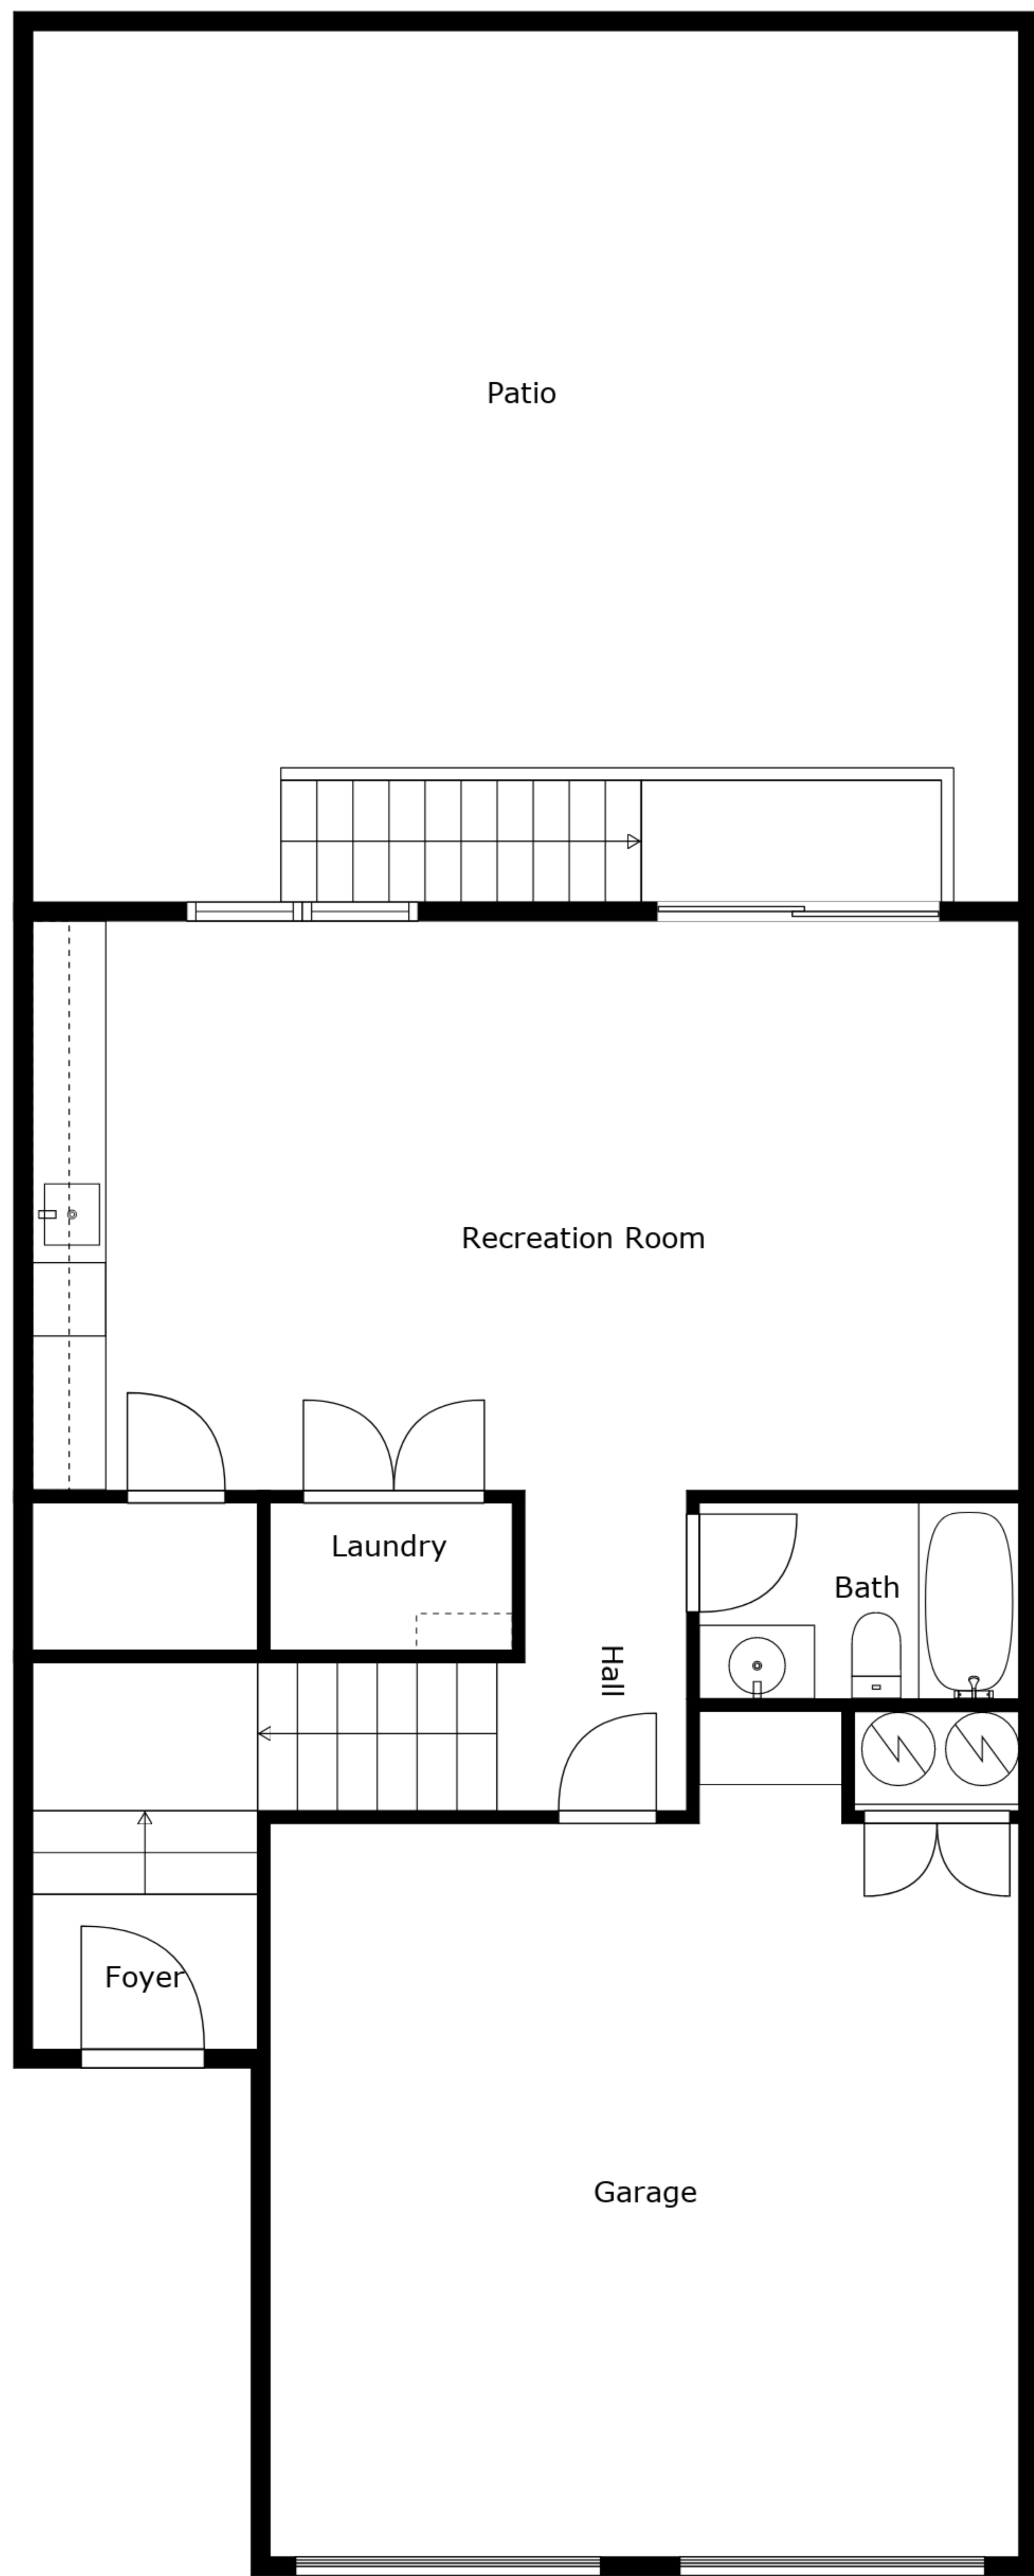 Patio
Recreation Room
Laundry
Bath
Hall
Foyer
Garage